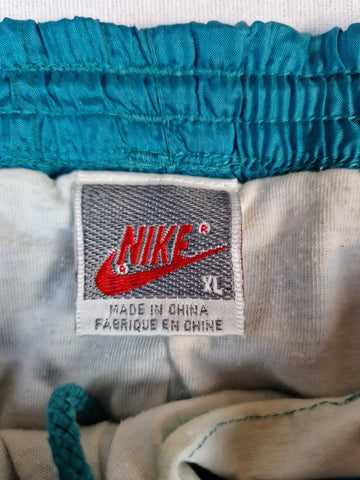 NIKE ®
®
XL
MADE IN CHINA
FABRIQUE EN CHINE